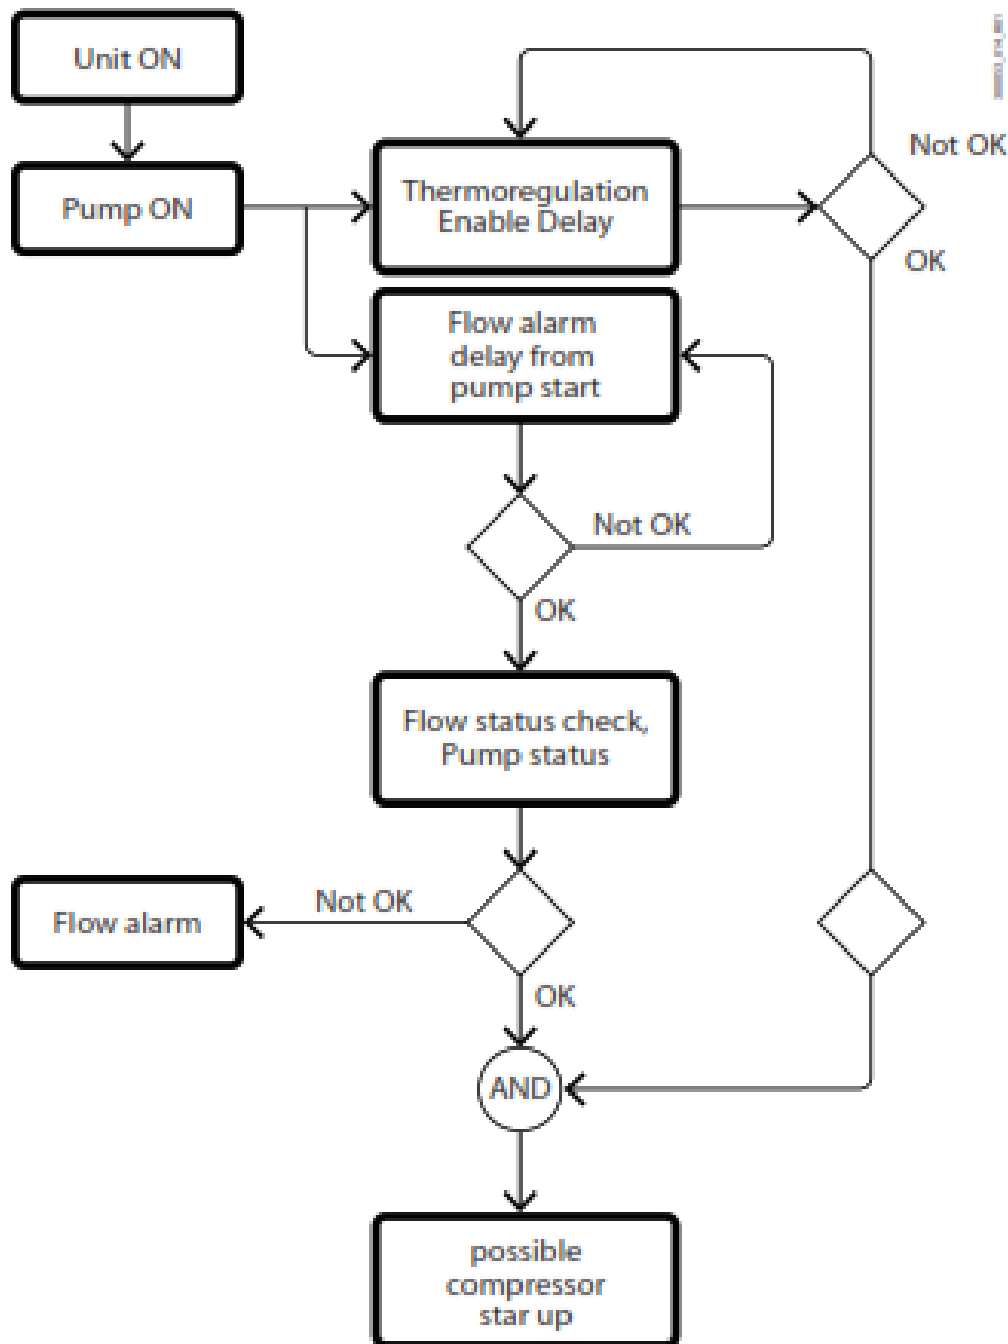 Unit ON
Pump ON
Thermoregulation
Enable Delay
Not OK
OK
Flow alarm
delay from
pump start
Not OK
OK
Flow status check,
Pump status
Flow alarm
Not OK
OK
AND
possible
compressor
star up